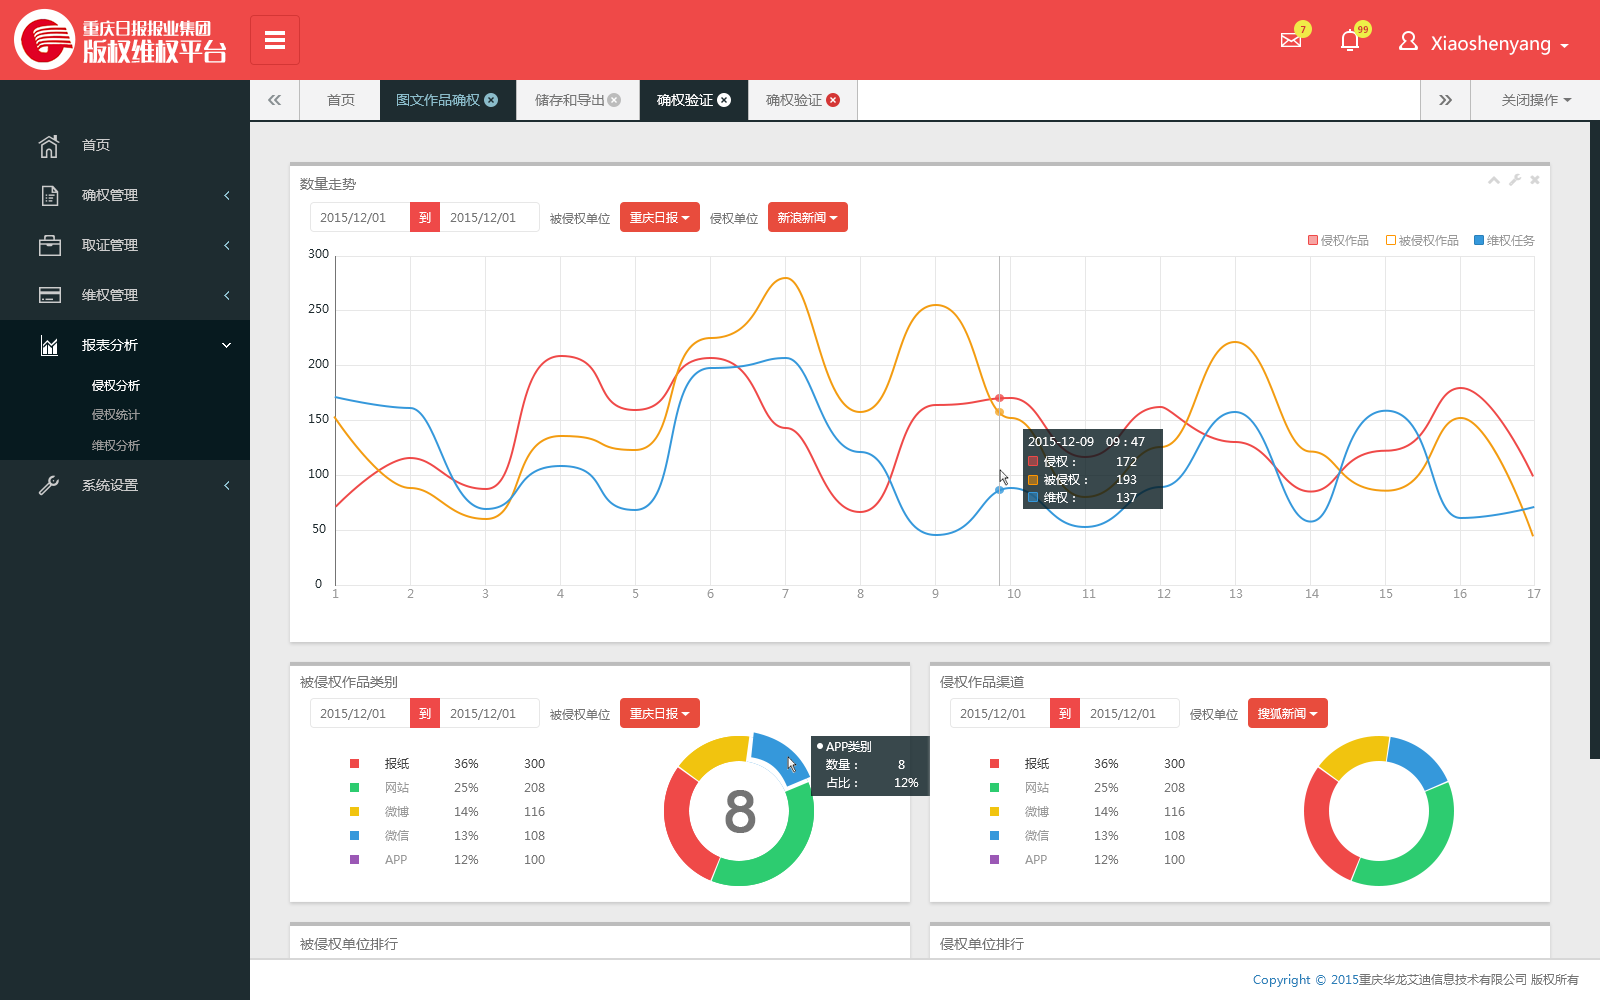 重庆日报报业集团
版权维权平台
7
99
Xiaoshenyang
首页
图文作品确权
储存和导出
确权验证
确权验证
关闭操作
首页
确权管理
取证管理
维权管理
报表分析
侵权分析
侵权统计
维权分析
系统设置
数量走势
2015/12/01 到 2015/12/01 被侵权单位 重庆日报 侵权单位 新浪新闻
侵权作品 被侵权作品 维权任务
300
250
200
150
100
50
0
1 2 3 4 5 6 7 8 9 10 11 12 13 14 15 16 17
2015-12-09 09 : 47
侵权： 172
被侵权： 193
维权： 137
被侵权作品类别
2015/12/01 到 2015/12/01 被侵权单位 重庆日报
报纸 36% 300
网站 25% 208
微博 14% 116
微信 13% 108
APP 12% 100
8
APP类别
数量： 8
占比： 12%
侵权作品渠道
2015/12/01 到 2015/12/01 侵权单位 搜狐新闻
报纸 36% 300
网站 25% 208
微博 14% 116
微信 13% 108
APP 12% 100
被侵权单位排行
侵权单位排行
Copyright © 2015重庆华龙艾迪信息技术有限公司 版权所有